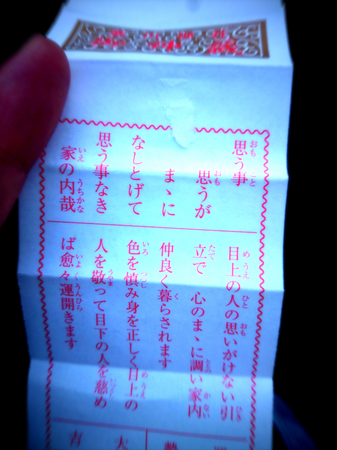 思う事
思うが
まゝに
なしとげて
思う事なき
家の内哉
目上の人の思いがけない引
立で 心のまゝに調い家内
仲良く暮らされます
色を慎み身を正しく目上の
人を敬って目下の人を慈め
ば愈々運開きます